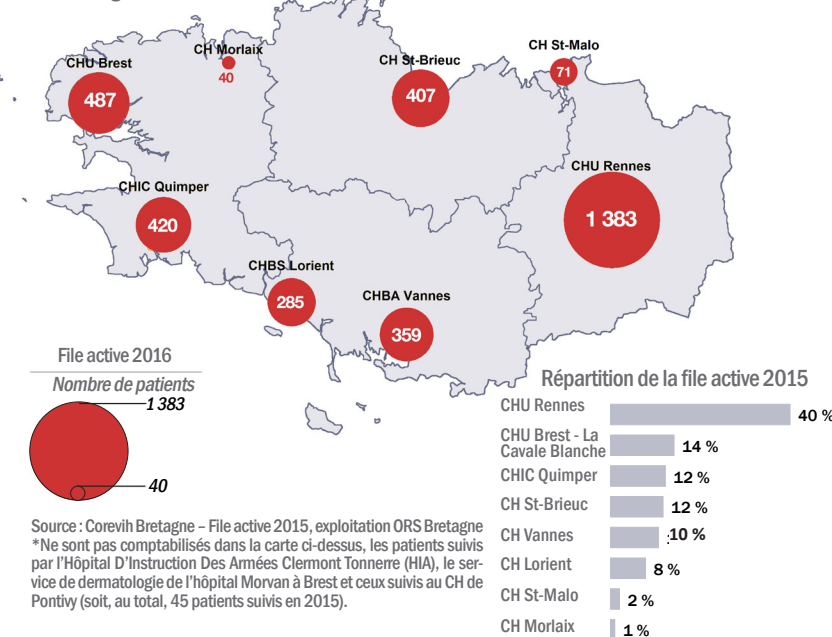 CH Morlaix
40
CHU Brest
487
CH St-Brieuc
407
CH St-Malo
71
CHU Rennes
1 383
CHIC Quimper
420
CHBS Lorient
285
CHBA Vannes
359
File active 2016
Nombre de patients
1 383
40
Source : Corevih Bretagne – File active 2015, exploitation ORS Bretagne
*Ne sont pas comptabilisés dans la carte ci-dessus, les patients suivis
par l'Hôpital D'Instruction Des Armées Clermont Tonnerre (HIA), le ser-
vice de dermatologie de l'hôpital Morvan à Brest et ceux suivis au CH de
Pontivy (soit, au total, 45 patients suivis en 2015).
Répartition de la file active 2015
CHU Rennes
40 %
CHU Brest - La
Cavale Blanche
14 %
CHIC Quimper
12 %
CH St-Brieuc
12 %
CH Vannes
10 %
CH Lorient
8 %
CH St-Malo
2 %
CH Morlaix
1 %